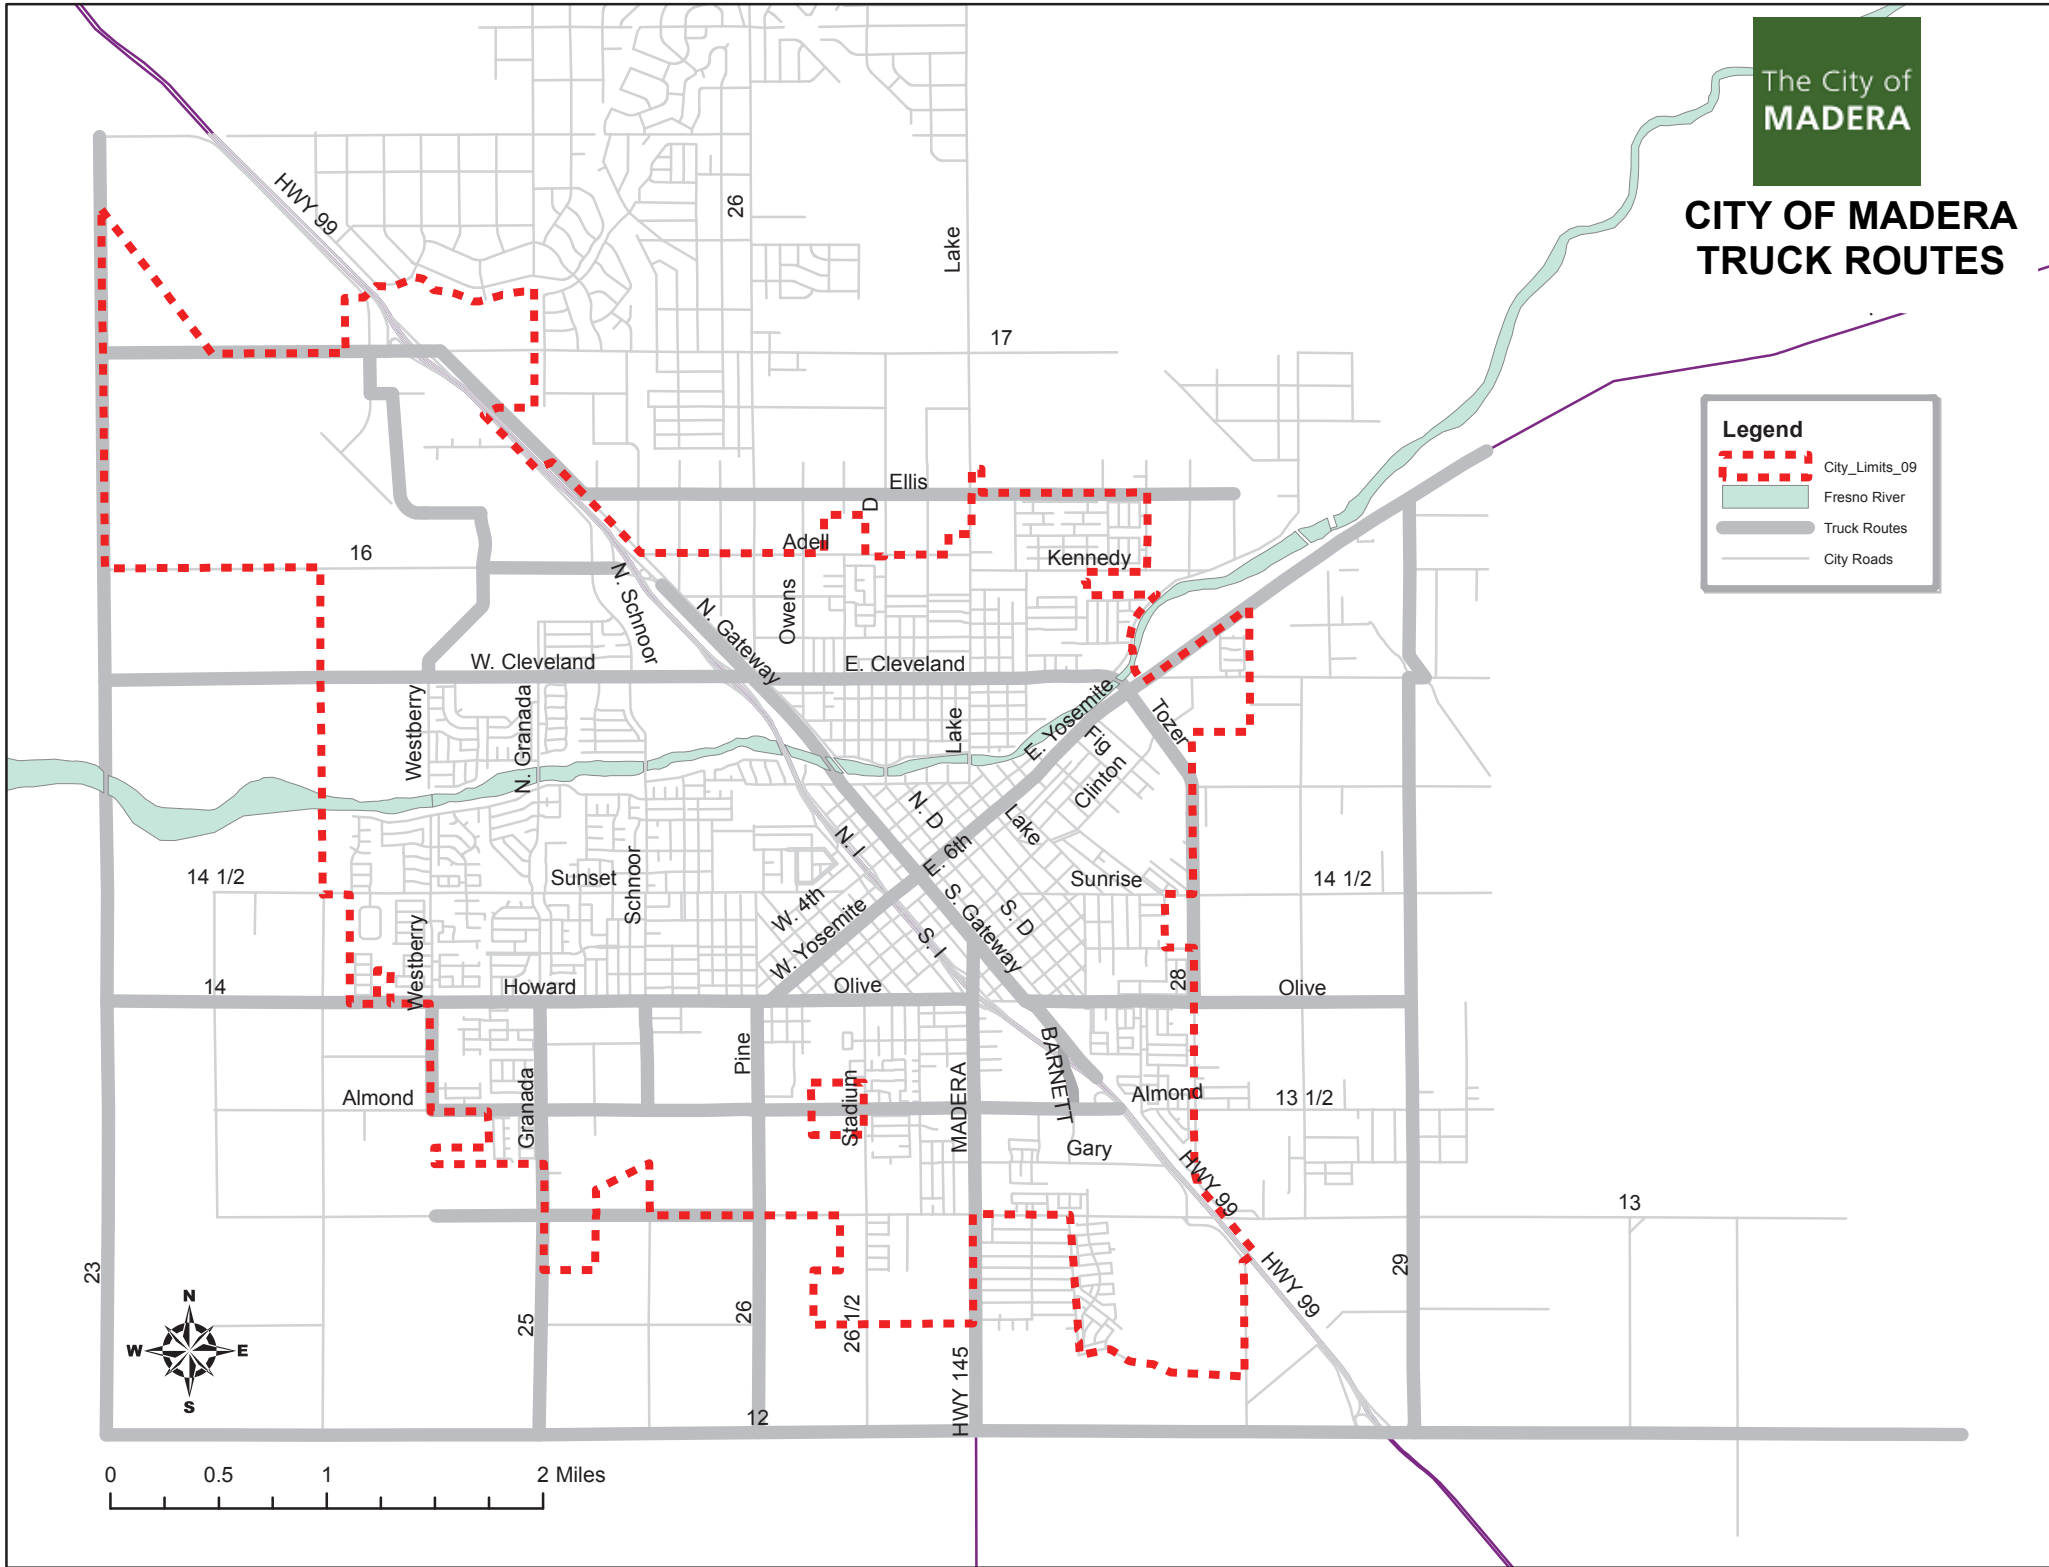 The City of
MADERA
CITY OF MADERA
TRUCK ROUTES
HWY 99
26
Lake
17
Legend
City_Limits_09
Fresno River
Truck Routes
City Roads
Ellis
D
Adell
16
Kennedy
N. Schnoor
N. Gateway
Owens
W. Cleveland
E. Cleveland
Westberry
N. Granada
Lake
E. Yosemite
Tozer
Fig
Clinton
N. D
Lake
N. I
E. 6th
14 1/2
Sunset
Schnoor
Sunrise
14 1/2
W. 4th
W. Yosemite
S. Gateway
S. D
S. I
Westberry
28
14
Howard
Olive
Olive
Pine
BARNETT
Almond
Granada
Stadium
MADERA
Almond
13 1/2
Gary
HWY 99
13
23
29
HWY 99
25
26
26 1/2
HWY 145
12
N
W
E
S
0
0.5
1
2 Miles